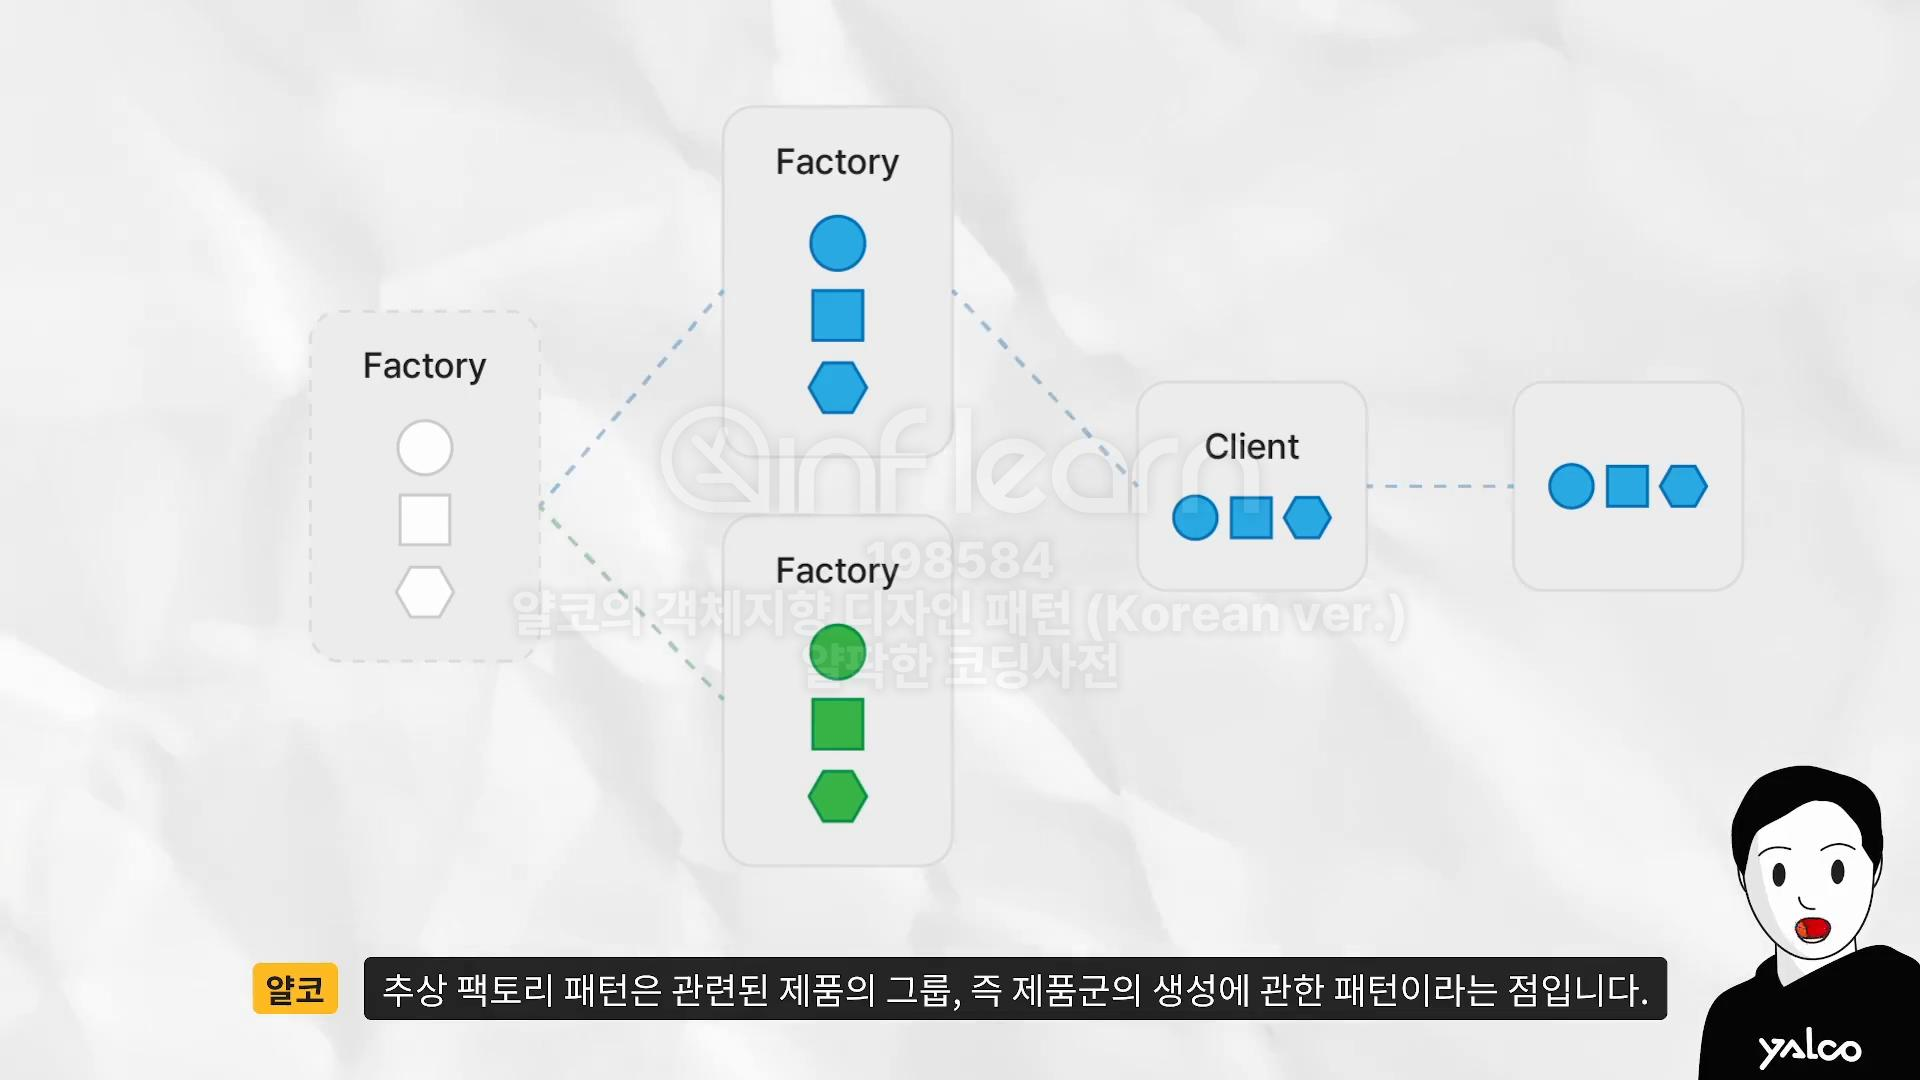 Factory
Factory
Client
Factory
inflearn
198584
얄코의 객체지향 디자인 패턴 (Korean ver.)
얄팍한 코딩사전
얄코
추상 팩토리 패턴은 관련된 제품의 그룹, 즉 제품군의 생성에 관한 패턴이라는 점입니다.
yalco